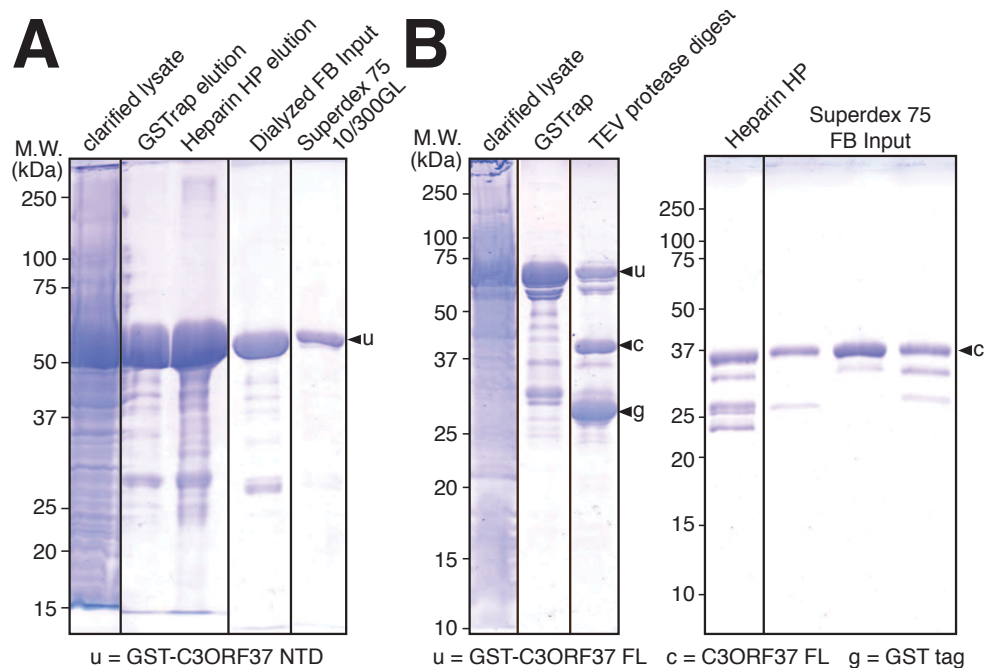 A
clarified lysate
GSTrap elution
Heparin HP elution
Dialyzed FB Input
Superdex 75
10/300GL
M.W.
(kDa)
250
100
75
50
37
25
20
15
u
u = GST-C3ORF37 NTD
B
clarified lysate
GSTrap
TEV protease digest
M.W.
(kDa)
250
100
75
50
37
25
20
15
10
u
c
g
Heparin HP
Superdex 75
FB Input
250
100
75
50
37
25
20
15
10
c
u = GST-C3ORF37 FL c = C3ORF37 FL g = GST tag